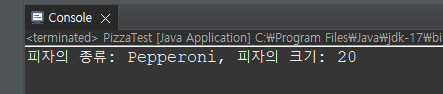 Console
<terminated> PizzaTest [Java Application] C:\Program Files\Java\jdk-17\bi
피자의 종류: Pepperoni, 피자의 크기: 20